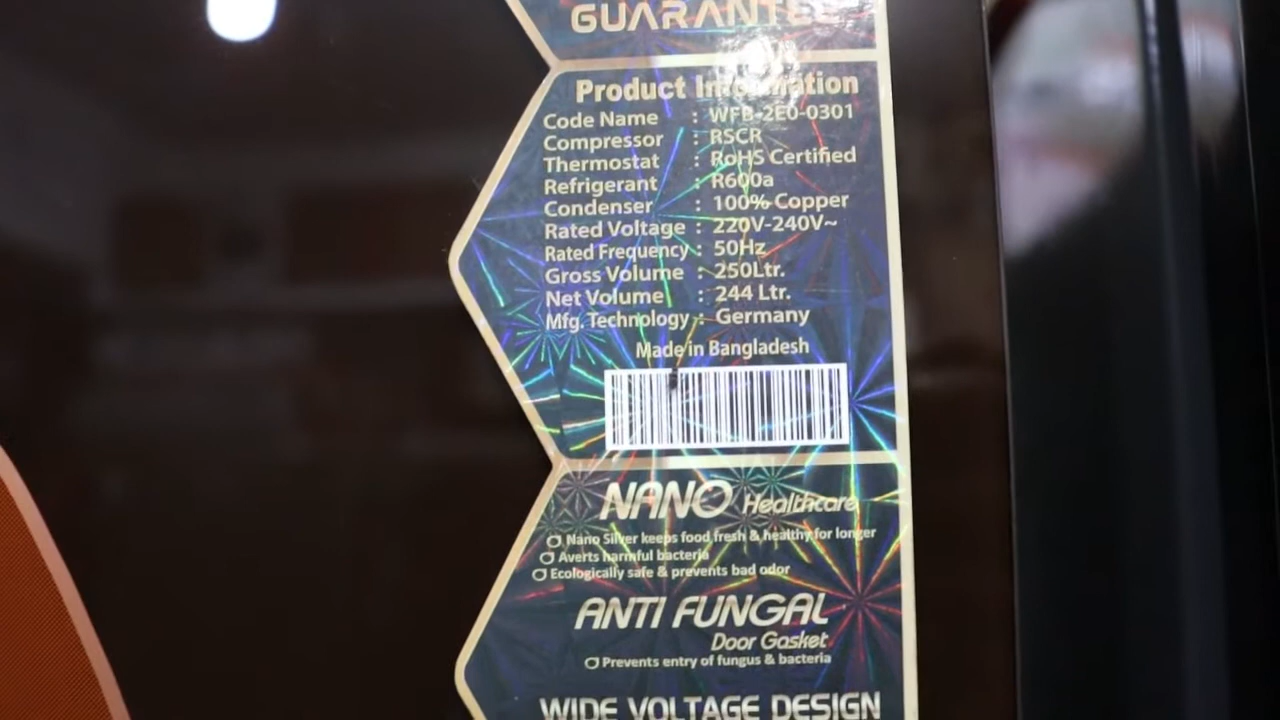 GUARANTEE
Product Information
Code Name : WFB-2E0-0301
Compressor : RSCR
Thermostat : RoHS Certified
Refrigerant : R600a
Condenser : 100% Copper
Rated Voltage : 220V-240V~
Rated Frequency : 50Hz
Gross Volume : 250Ltr.
Net Volume : 244 Ltr.
Mfg. Technology : Germany
Made in Bangladesh
NANO Healthcare
Nano Silver keeps food fresh & healthy for longer
Averts harmful bacteria
Ecologically safe & prevents bad odor
ANTI FUNGAL
Door Gasket
Prevents entry of fungus & bacteria
WIDE VOLTAGE DESIGN